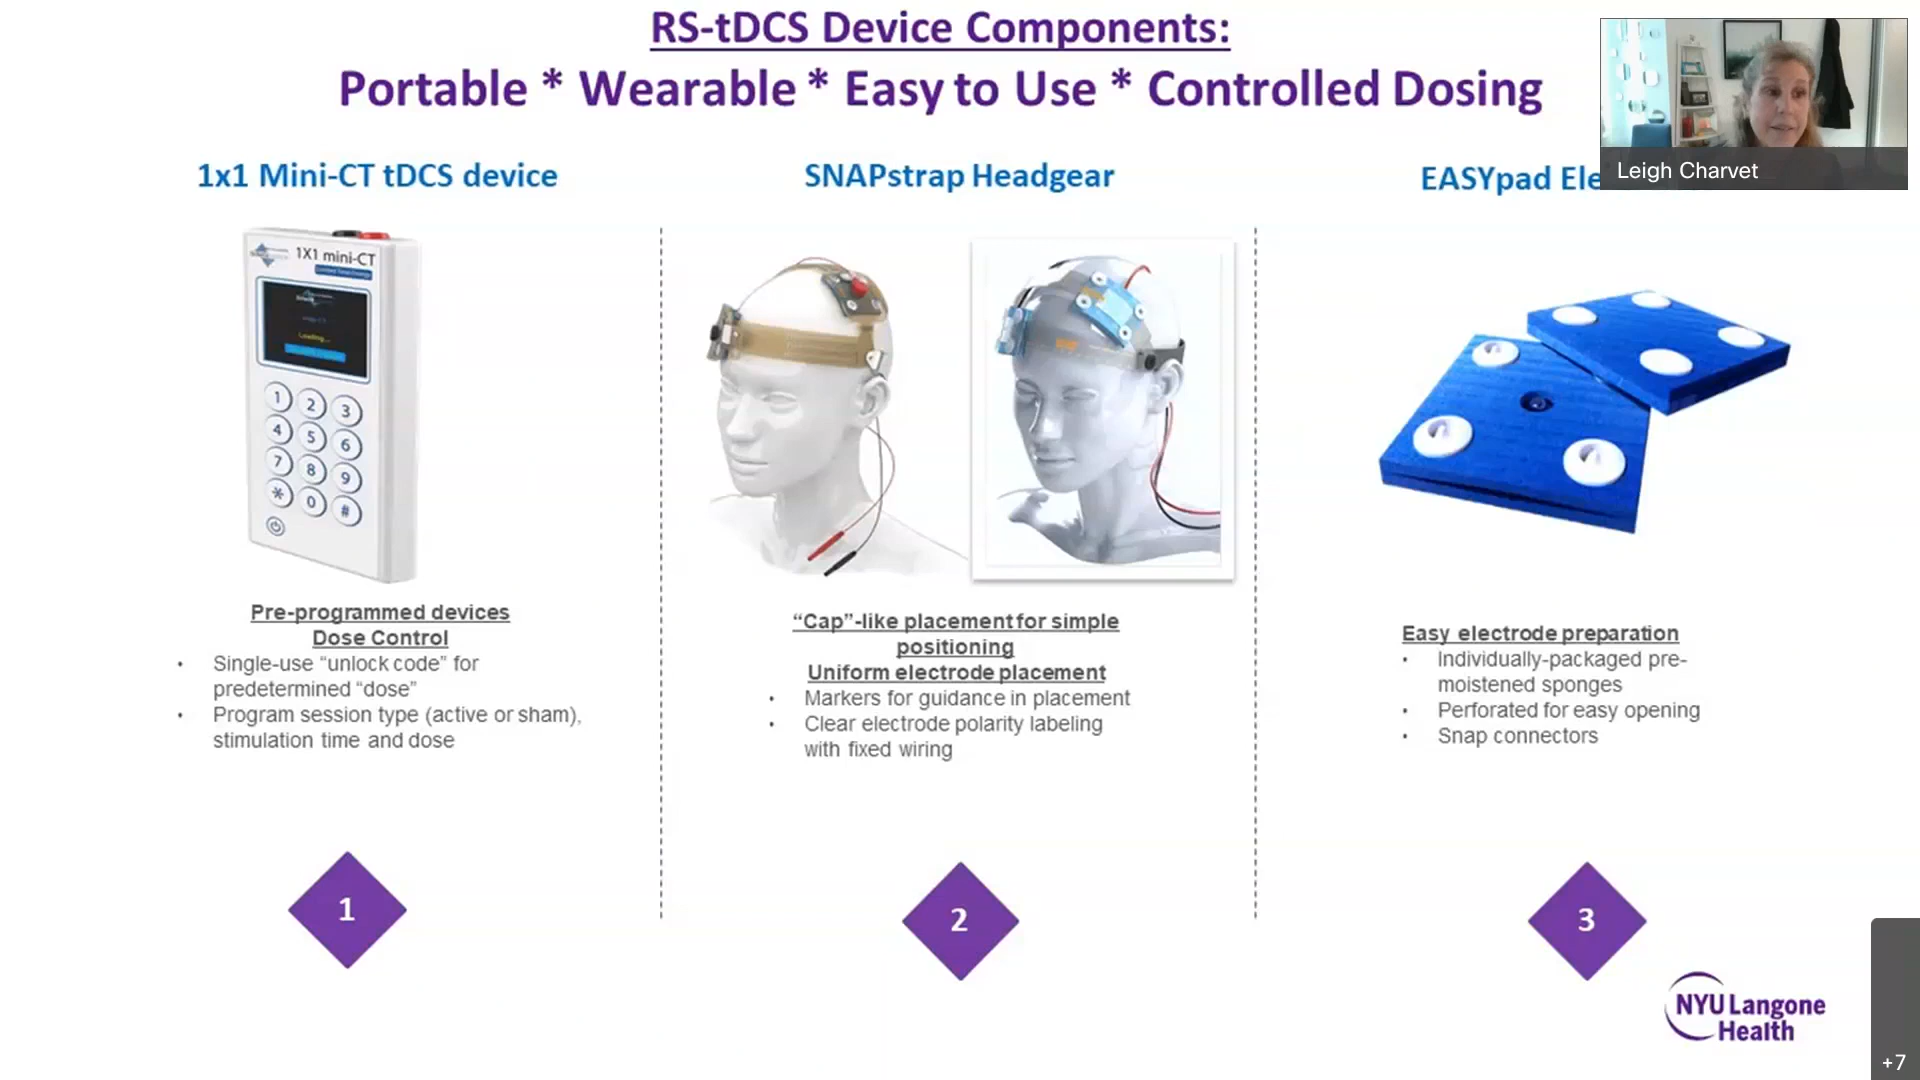 RS-tDCS Device Components:
Portable * Wearable * Easy to Use * Controlled Dosing
Leigh Charvet
1x1 Mini-CT tDCS device
SNAPstrap Headgear
EASYpad Ele
1X1 mini-CT
Loading...
1 2 3
4 5 6
7 8 9
* 0 #
Pre-programmed devices
Dose Control
• Single-use “unlock code” for
predetermined “dose”
• Program session type (active or sham),
stimulation time and dose
“Cap”-like placement for simple
positioning
Uniform electrode placement
• Markers for guidance in placement
• Clear electrode polarity labeling
with fixed wiring
Easy electrode preparation
• Individually-packaged pre-
moistened sponges
• Perforated for easy opening
• Snap connectors
1
2
3
NYU Langone
Health
+7